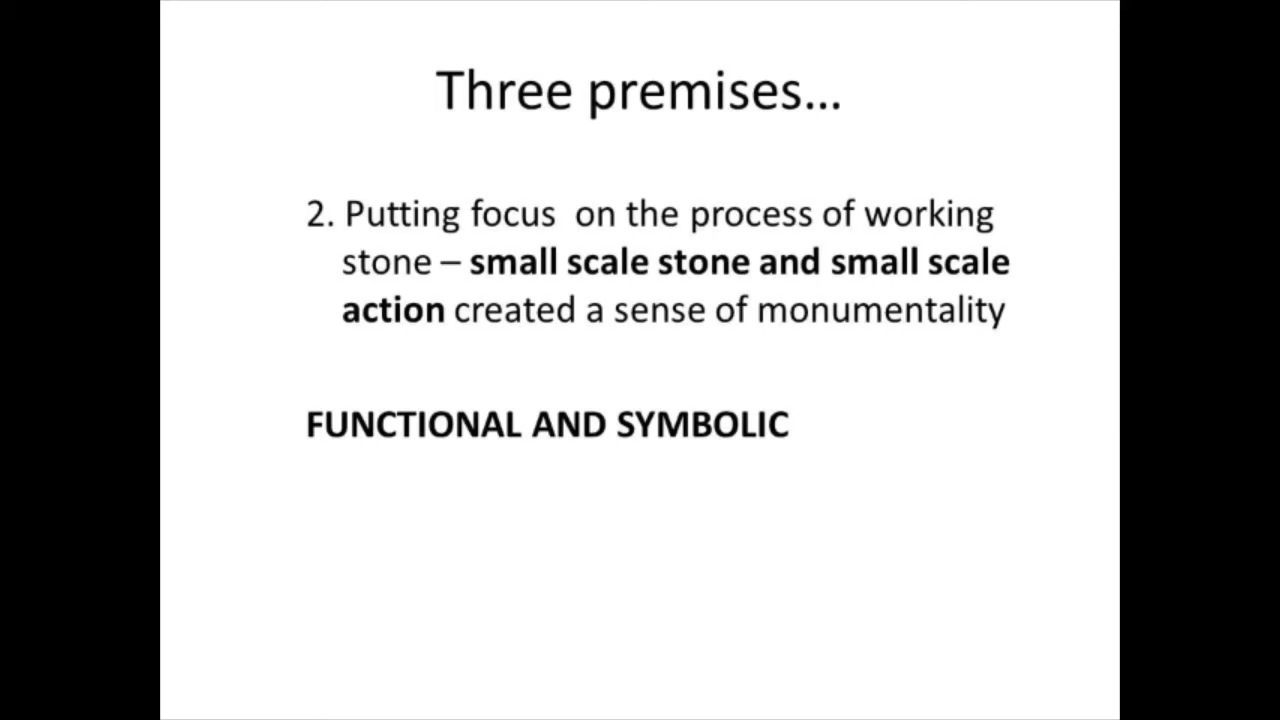 Three premises...
2. Putting focus on the process of working
stone – small scale stone and small scale
action created a sense of monumentality
FUNCTIONAL AND SYMBOLIC